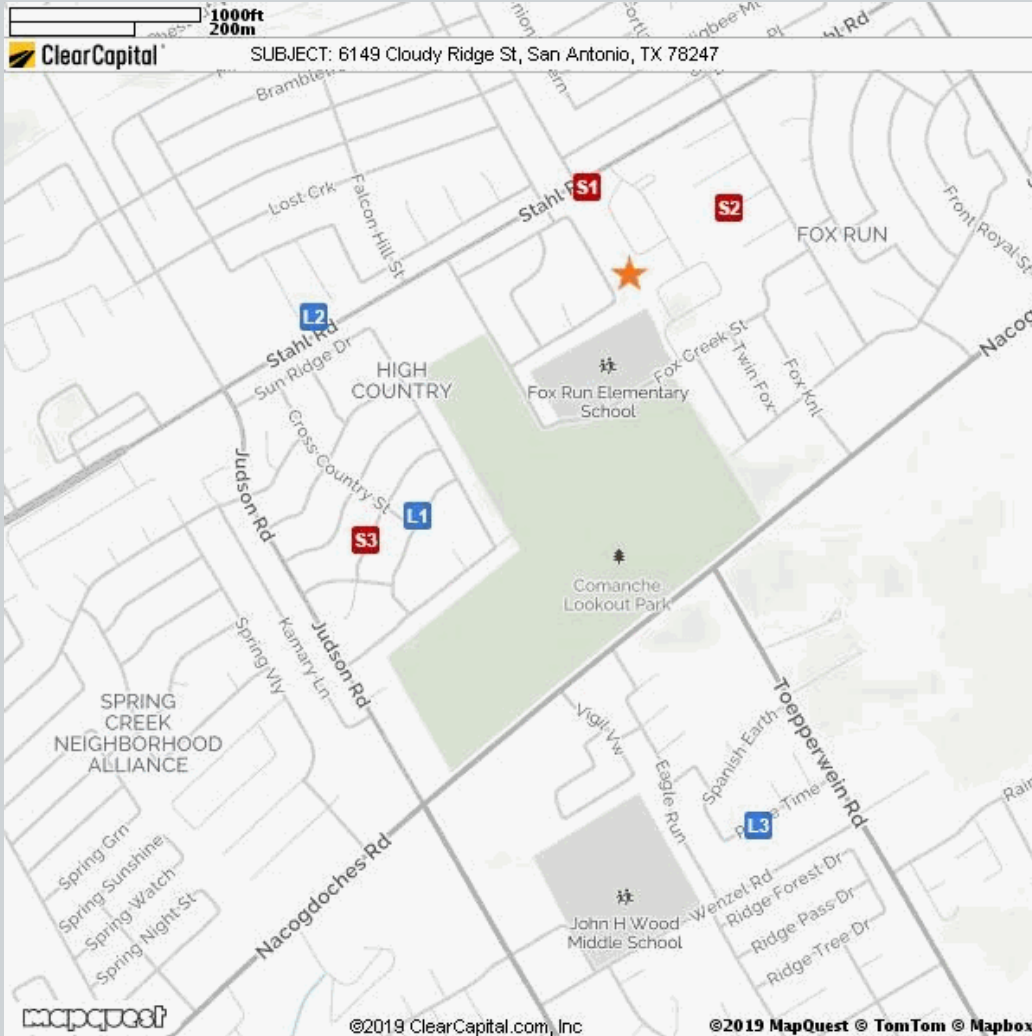 1000ft
200m
ClearCapital
SUBJECT: 6149 Cloudy Ridge St, San Antonio, TX 78247
Stahl Rd
S1
S2
Lost Crk
Falcon Hill St
FOX RUN
Front Royal St
L2
Stahl Rd
Sun Ridge Dr
HIGH
COUNTRY
Fox Run Elementary
School
Fox Creek St
Twin Fox
Fox Knl
Cross Country St
Judson Rd
L1
S3
Comanche
Lookout Park
Judson Rd
Kamary Ln
Spring Vly
SPRING
CREEK
NEIGHBORHOOD
ALLIANCE
Vigil Vw
Eagle Run
Spanish Earth
Toepperwein Rd
L3
Time
Spring Grn
Spring Sunshine
Spring Watch
Spring Night St
Nacogdoches Rd
John H Wood
Middle School
Wenzel Rd
Ridge Forest Dr
Ridge Pass Dr
Ridge Tree Dr
mapquest
©2019 ClearCapital.com, Inc
©2019 MapQuest © TomTom © Mapbox